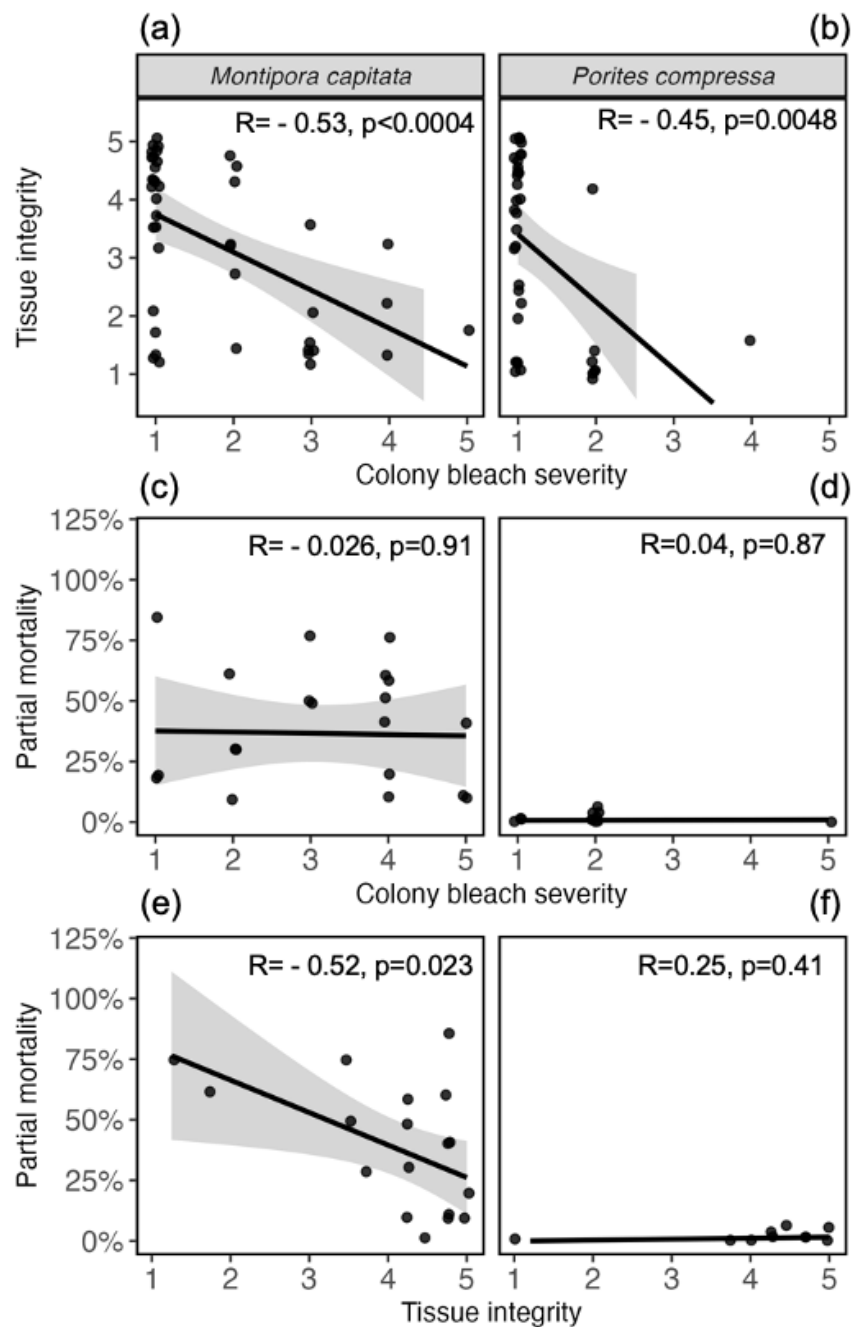 (a) (b)
Montipora capitata Porites compressa
R= - 0.53, p<0.0004 R= - 0.45, p=0.0048
Tissue integrity
5
4
3
2
1
1 2 3 4 5 1 2 3 4 5
Colony bleach severity
(c) (d)
R= - 0.026, p=0.91 R=0.04, p=0.87
Partial mortality
125%
100%
75%
50%
25%
0%
1 2 3 4 5 1 2 3 4 5
Colony bleach severity
(e) (f)
R= - 0.52, p=0.023 R=0.25, p=0.41
Partial mortality
125%
100%
75%
50%
25%
0%
1 2 3 4 5 1 2 3 4 5
Tissue integrity